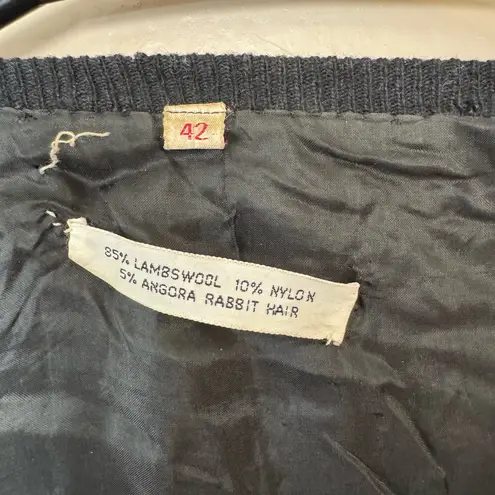 42
85% LAMBSWOOL 10% NYLON
5% ANGORA RABBIT HAIR